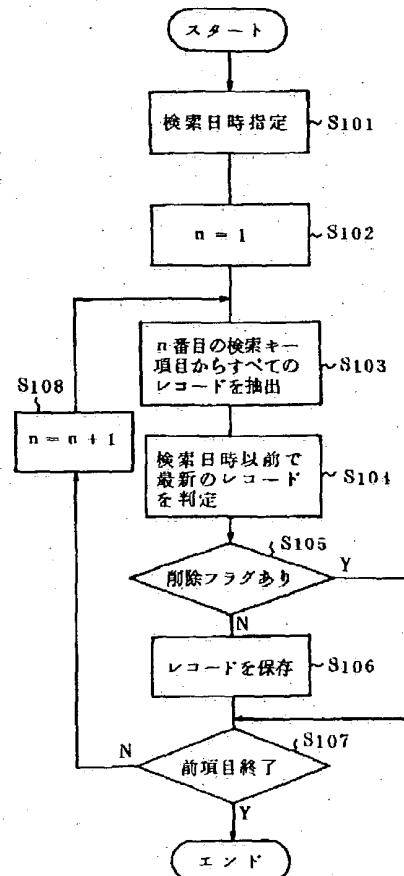 スタート
検索日時指定
S101
n = 1
S102
n番目の検索キー
項目からすべての
レコードを抽出
S103
S108
n = n + 1
検索日時以前で
最新のレコード
を判定
S104
S105
削除フラグあり
Y
N
レコードを保存
S106
S107
N
前項目終了
Y
エンド